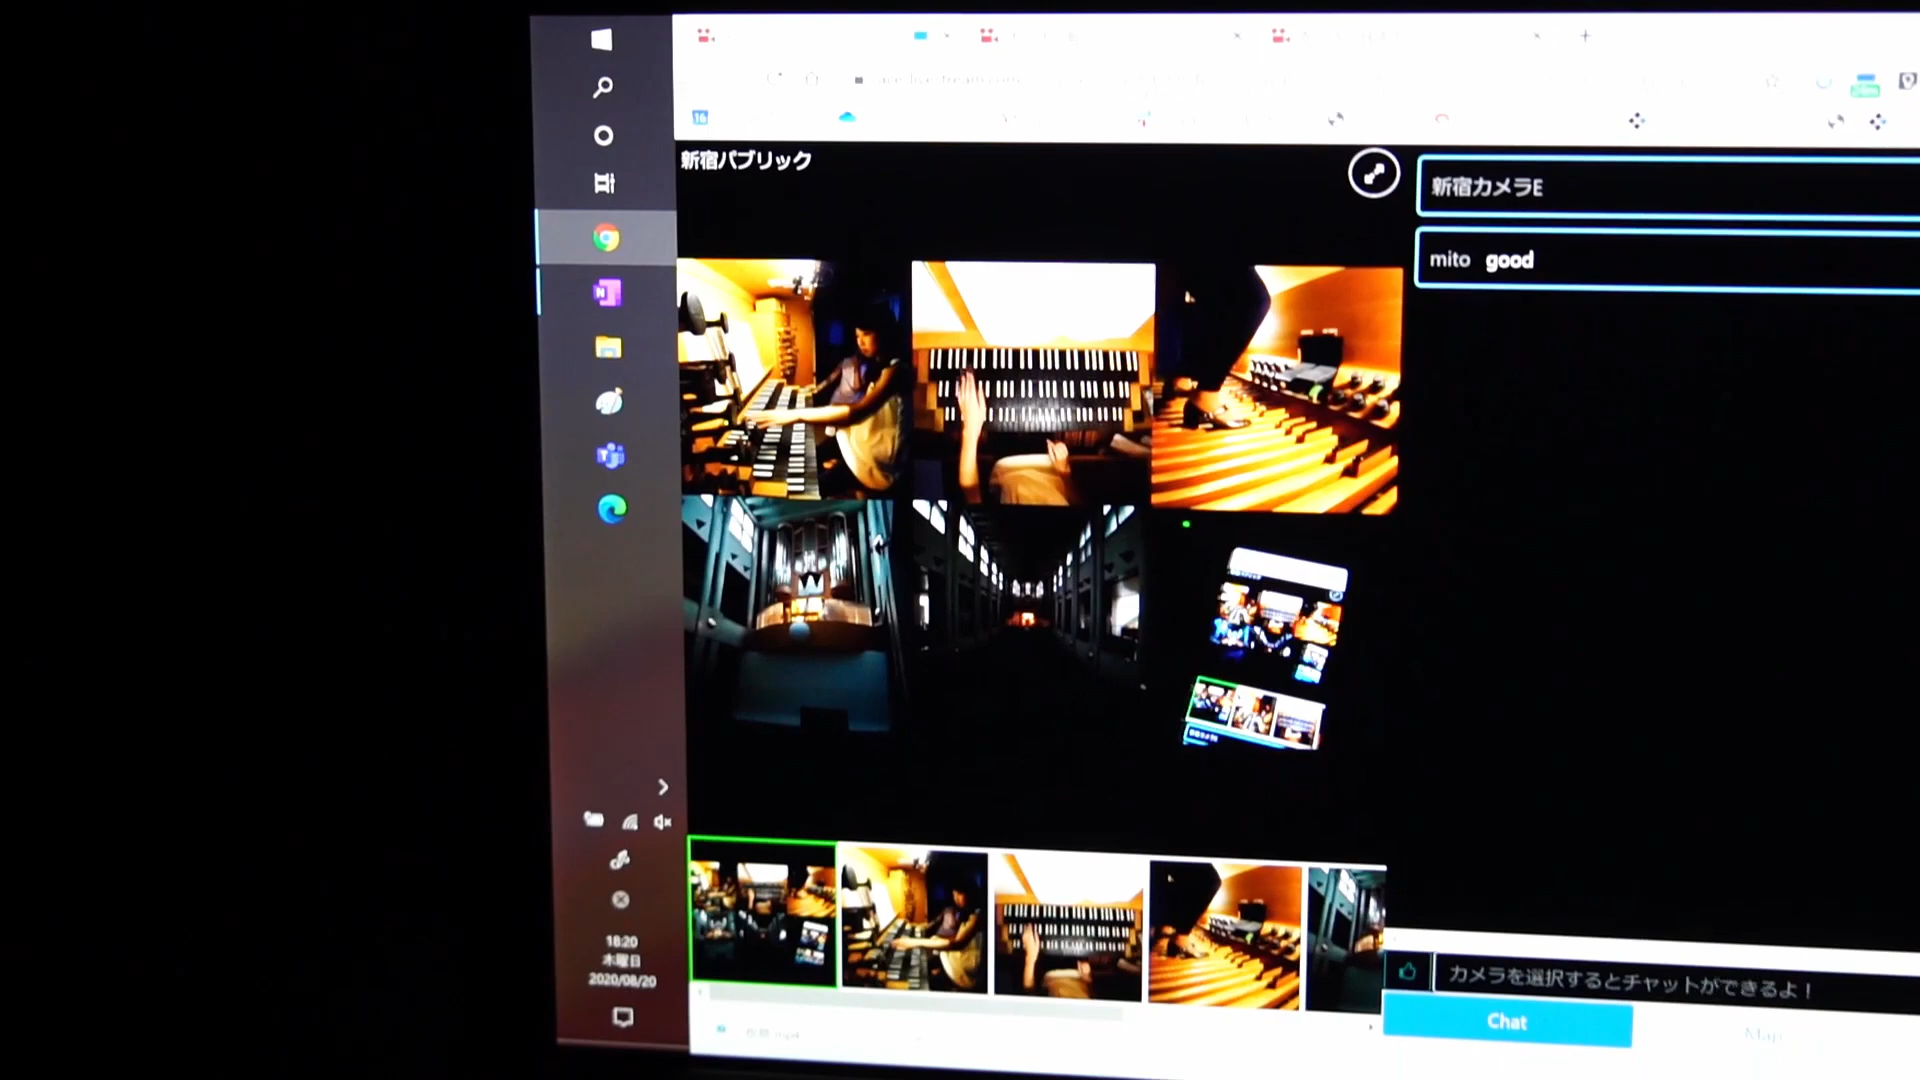 16
新宿パブリック
新宿カメラE
mito good
18:20
木曜日
2020/08/20
カメラを選択するとチャットができるよ！
Chat
Map